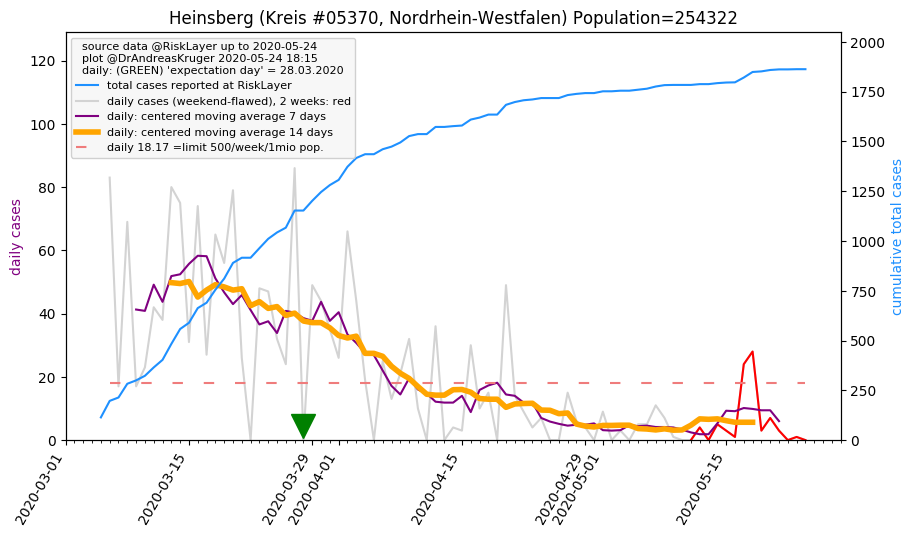 Heinsberg (Kreis #05370, Nordrhein-Westfalen) Population=254322
source data @RiskLayer up to 2020-05-24
plot @DrAndreasKruger 2020-05-24 18:15
daily: (GREEN) 'expectation day' = 28.03.2020
total cases reported at RiskLayer
daily cases (weekend-flawed), 2 weeks: red
daily: centered moving average 7 days
daily: centered moving average 14 days
daily 18.17 =limit 500/week/1mio pop.
daily cases
120
100
80
60
40
20
0
cumulative total cases
2000
1750
1500
1250
1000
750
500
250
0
2020-03-01
2020-03-15
2020-03-29
2020-04-01
2020-04-15
2020-04-29
2020-05-01
2020-05-15